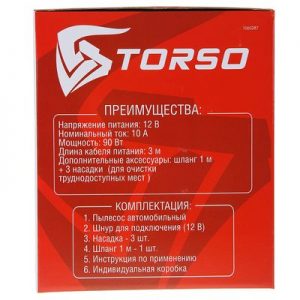 TORSO
ПРЕИМУЩЕСТВА:
Напряжение питания: 12 В
Номинальный ток: 10 А
Мощность: 90 Вт
Длина кабеля питания: 3 м
Дополнительные аксессуары: шланг 1 м
+ 3 насадки (для очистки
труднодоступных мест )
КОМПЛЕКТАЦИЯ:
1. Пылесос автомобильный
2. Шнур для подключения (12 В)
3. Насадка - 3 шт.
4. Шланг 1 м - 1 шт.
5. Инструкция по применению
6. Индивидуальная коробка